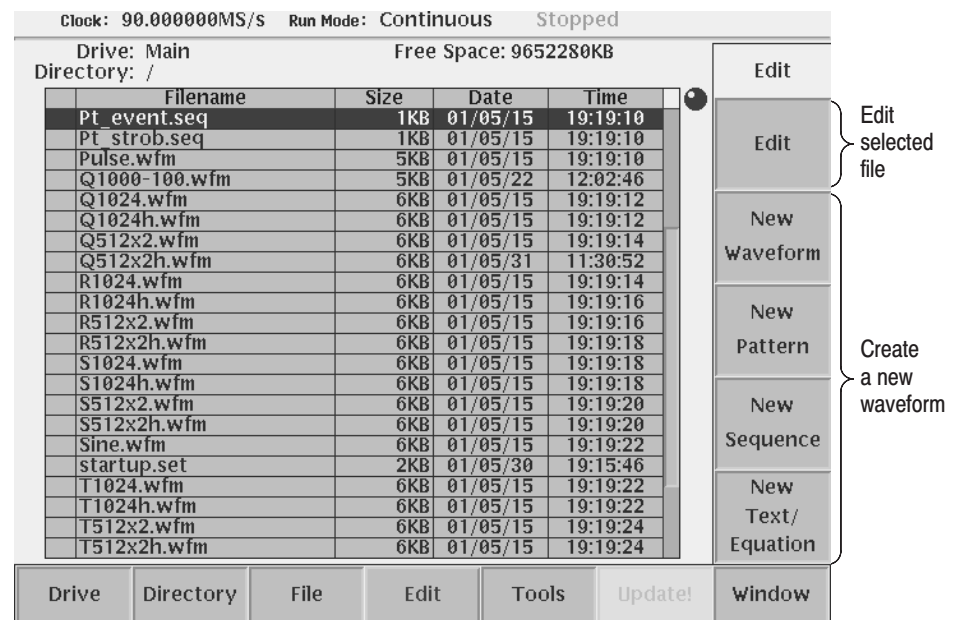 Clock: 90.000000MS/s Run Mode: Continuous Stopped
Drive: Main Free Space: 9652280KB
Directory: /
Filename Size Date Time
Pt_event.seq 1KB 01/05/15 19:19:10
Pt_strob.seq 1KB 01/05/15 19:19:10
Pulse.wfm 5KB 01/05/15 19:19:10
Q1000-100.wfm 5KB 01/05/22 12:02:46
Q1024.wfm 6KB 01/05/15 19:19:12
Q1024h.wfm 6KB 01/05/15 19:19:12
Q512x2.wfm 6KB 01/05/15 19:19:14
Q512x2h.wfm 6KB 01/05/31 11:30:52
R1024.wfm 6KB 01/05/15 19:19:14
R1024h.wfm 6KB 01/05/15 19:19:16
R512x2.wfm 6KB 01/05/15 19:19:16
R512x2h.wfm 6KB 01/05/15 19:19:18
S1024.wfm 6KB 01/05/15 19:19:18
S1024h.wfm 6KB 01/05/15 19:19:18
S512x2.wfm 6KB 01/05/15 19:19:20
S512x2h.wfm 6KB 01/05/15 19:19:20
Sine.wfm 6KB 01/05/15 19:19:22
startup.set 2KB 01/05/30 19:15:46
T1024.wfm 6KB 01/05/15 19:19:22
T1024h.wfm 6KB 01/05/15 19:19:22
T512x2.wfm 6KB 01/05/15 19:19:24
T512x2h.wfm 6KB 01/05/15 19:19:24
Edit
Edit
New
Waveform
New
Pattern
New
Sequence
New
Text/
Equation
Edit
selected
file
Create
a new
waveform
Drive Directory File Edit Tools Update! Window